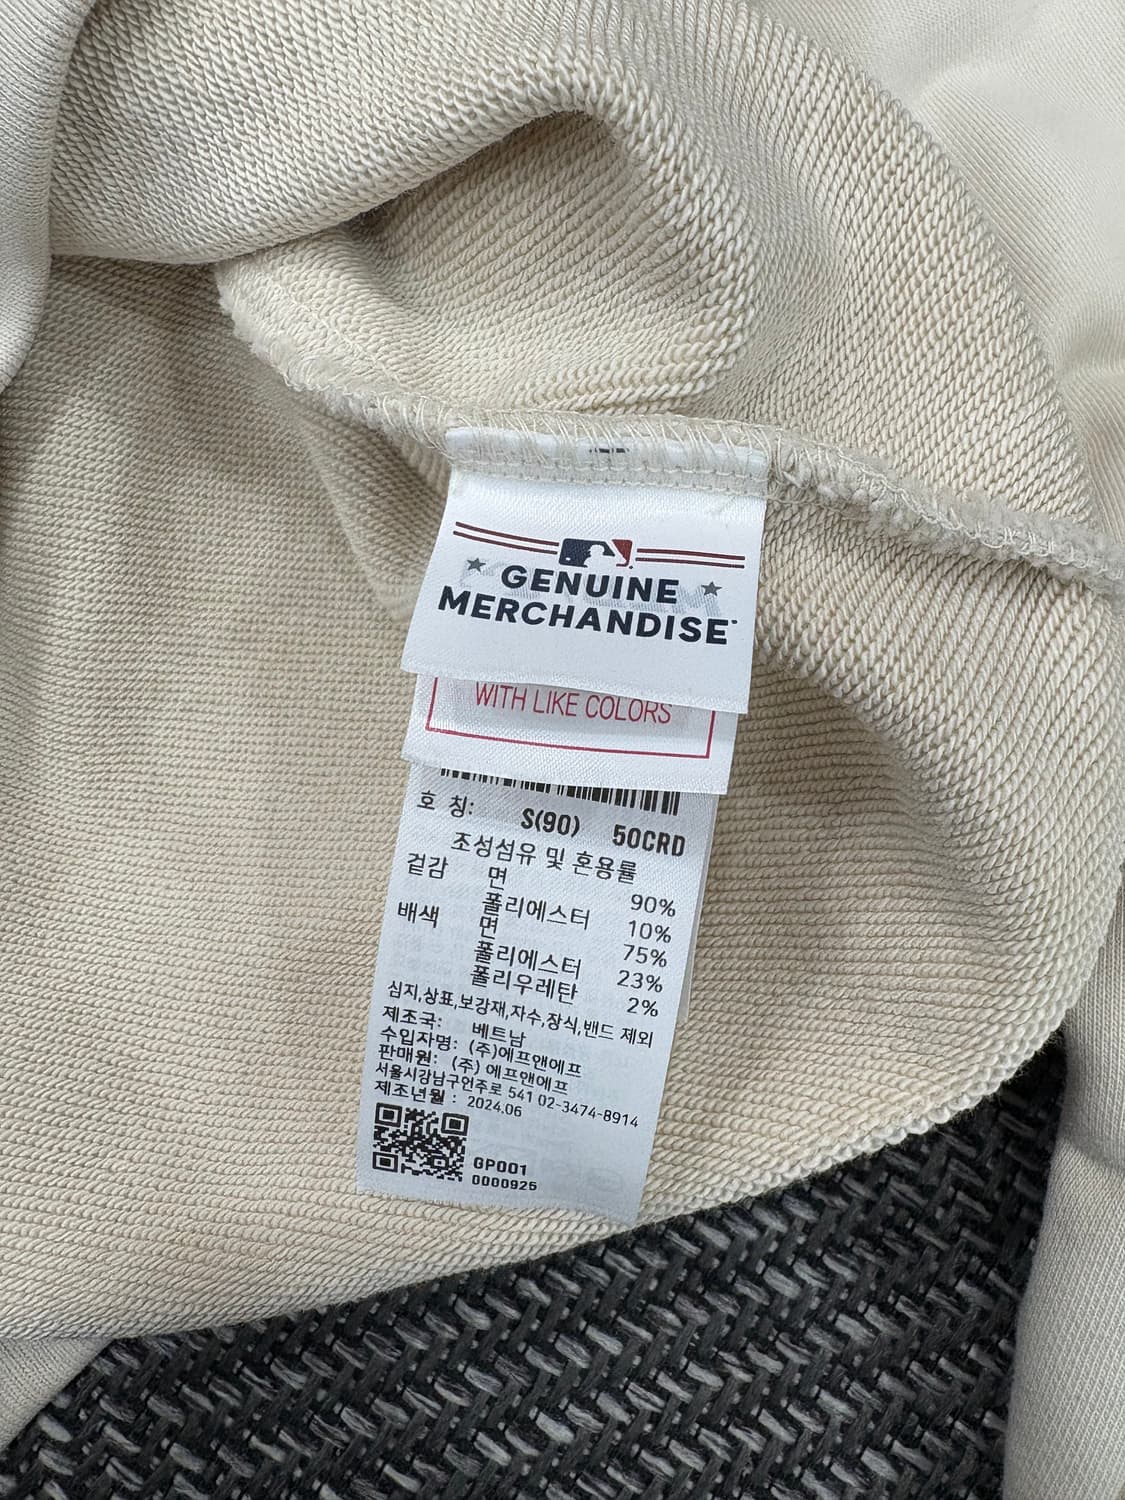 GENUINE
MERCHANDISE
WITH LIKE COLORS
호 칭: S(90) 50CRD
조성섬유 및 혼용률
겉감 면 90%
폴리에스터 10%
배색 면 75%
폴리에스터 23%
폴리우레탄 2%
심지,상표,보강재,자수,장식,밴드 제외
제조국: 베트남
수입자명: (주)에프앤에프
판매원: (주) 에프앤에프
서울시강남구언주로 541 02-3474-8914
제조년월 : 2024.06
GP001
0000925